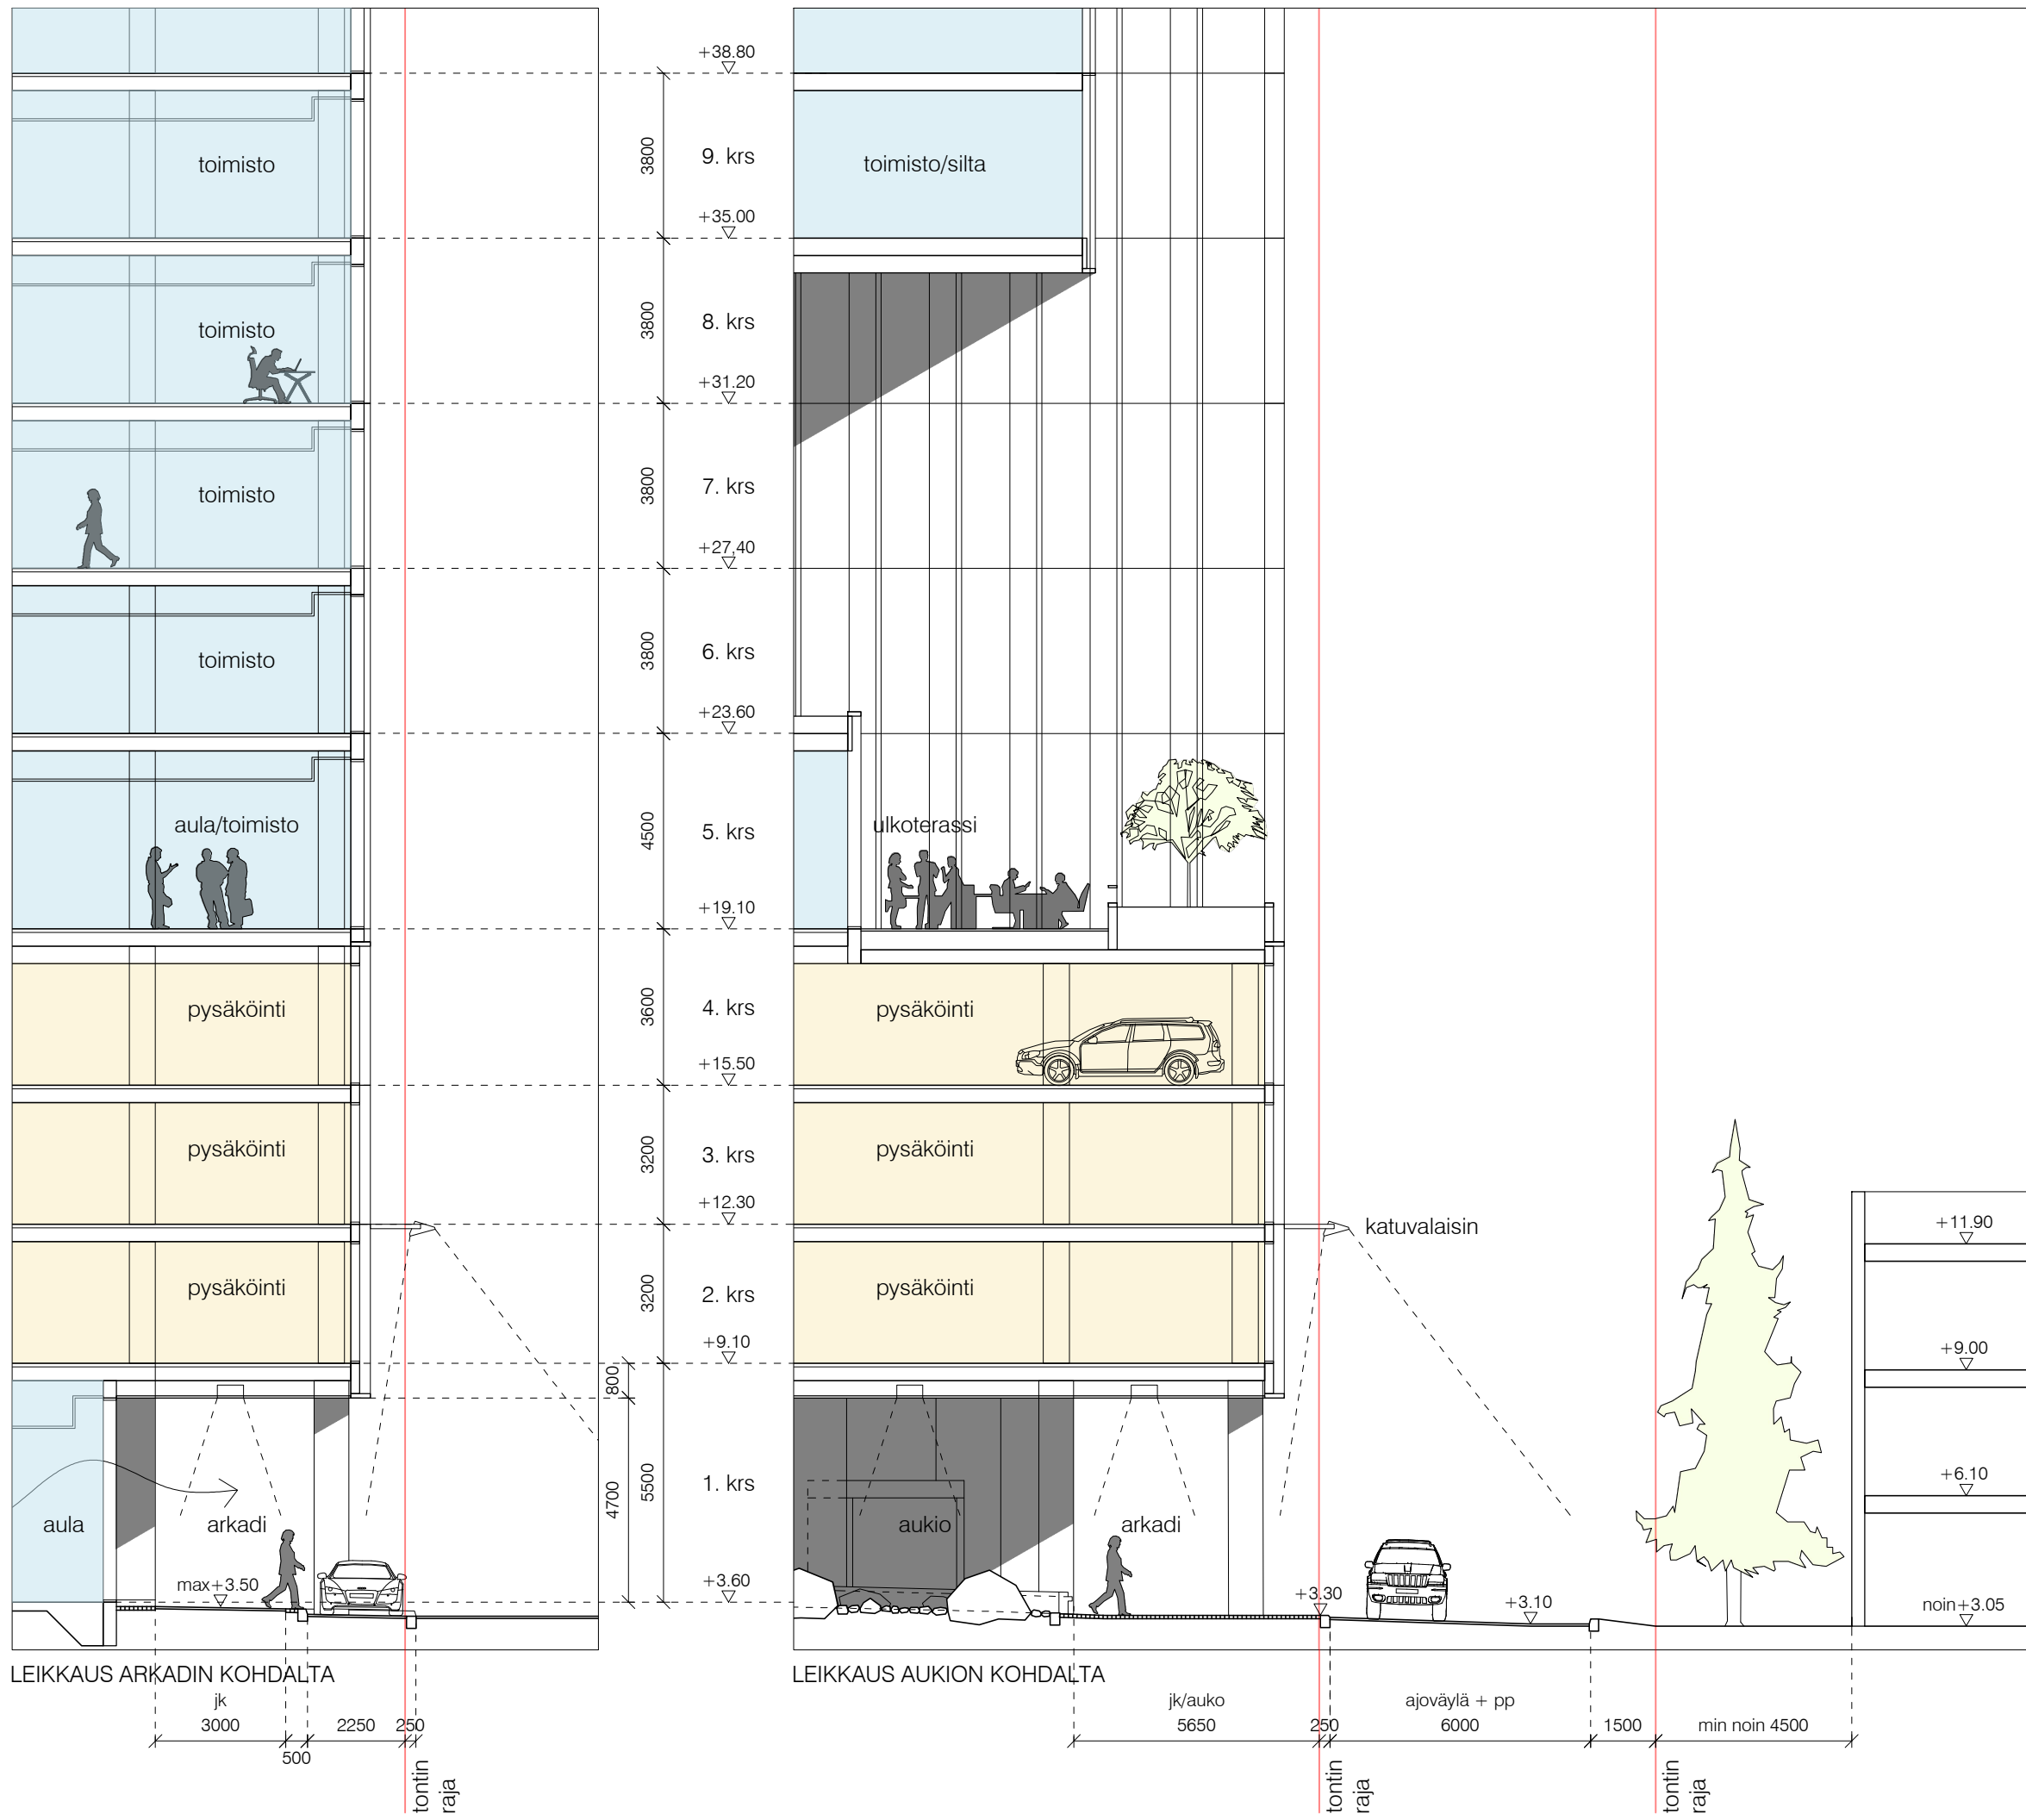 +38.80
toimisto
3800
9. krs
toimisto/silta
+35.00
toimisto
3800
8. krs
+31.20
toimisto
3800
7. krs
+27,40
toimisto
3800
6. krs
+23.60
aula/toimisto
4500
5. krs
ulkoterassi
+19.10
pysäköinti
3600
4. krs
pysäköinti
+15.50
pysäköinti
3200
3. krs
pysäköinti
+12.30
katuvalaisin
+11.90
pysäköinti
3200
2. krs
pysäköinti
+9.10
+9.00
800
4700
5500
1. krs
+6.10
aula
arkadi
aukio
arkadi
max+3.50
+3.60
+3.30
+3.10
noin+3.05
LEIKKAUS ARKADIN KOHDALTA
LEIKKAUS AUKION KOHDALTA
jk
3000
500
2250
250
jk/auko
5650
250
ajoväylä + pp
6000
1500
min noin 4500
tontin
raja
tontin
raja
tontin
raja